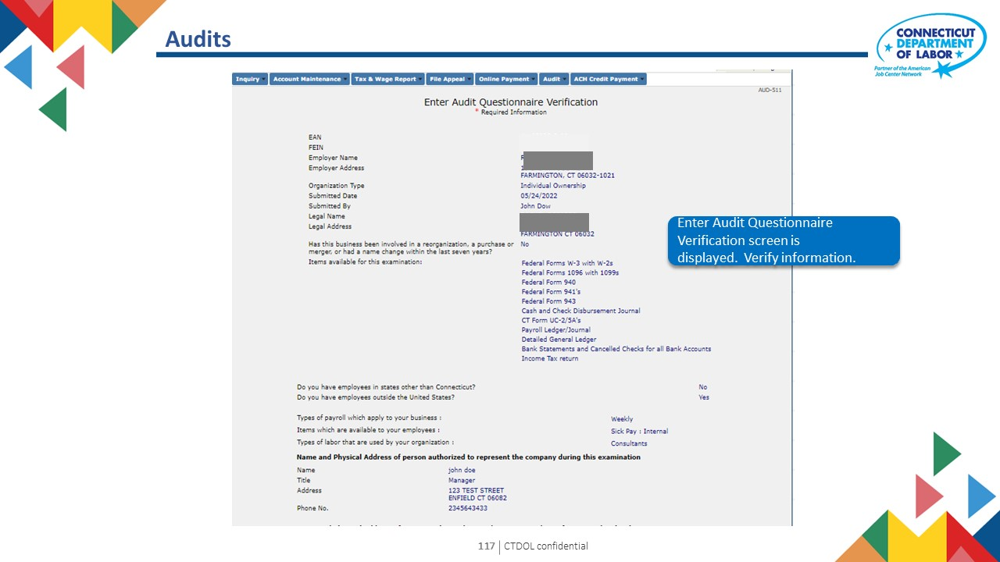 Audits
CONNECTICUT
DEPARTMENT
OF LABOR
Partner of the American
Job Center Network
Inquiry Account Maintenance Tax & Wage Report File Appeal Online Payment Audit ACH Credit Payment
AUD-511
Enter Audit Questionnaire Verification
* Required Information
EAN
FEIN
Employer Name
Employer Address
FARMINGTON, CT 06032-1021
Organization Type Individual Ownership
Submitted Date 05/24/2022
Submitted By John Dow
Legal Name
Legal Address
FARMINGTON CT 06032
Has this business been involved in a reorganization, a purchase or No
merger, or had a name change within the last seven years?
Items available for this examination:
Federal Forms W-3 with W-2s
Federal Forms 1096 with 1099s
Federal Form 940
Federal Form 941's
Federal Form 943
Cash and Check Disbursement Journal
CT Form UC-2/5A's
Payroll Ledger/Journal
Detailed General Ledger
Bank Statements and Cancelled Checks for all Bank Accounts
Income Tax return
Enter Audit Questionnaire
Verification screen is
displayed. Verify information.
Do you have employees in states other than Connecticut? No
Do you have employees outside the United States? Yes
Types of payroll which apply to your business : Weekly
Items which are available to your employees : Sick Pay : Internal
Types of labor that are used by your organization : Consultants
Name and Physical Address of person authorized to represent the company during this examination
Name john doe
Title Manager
Address 123 TEST STREET
ENFIELD CT 06082
Phone No. 2345643433
117 CTDOL confidential